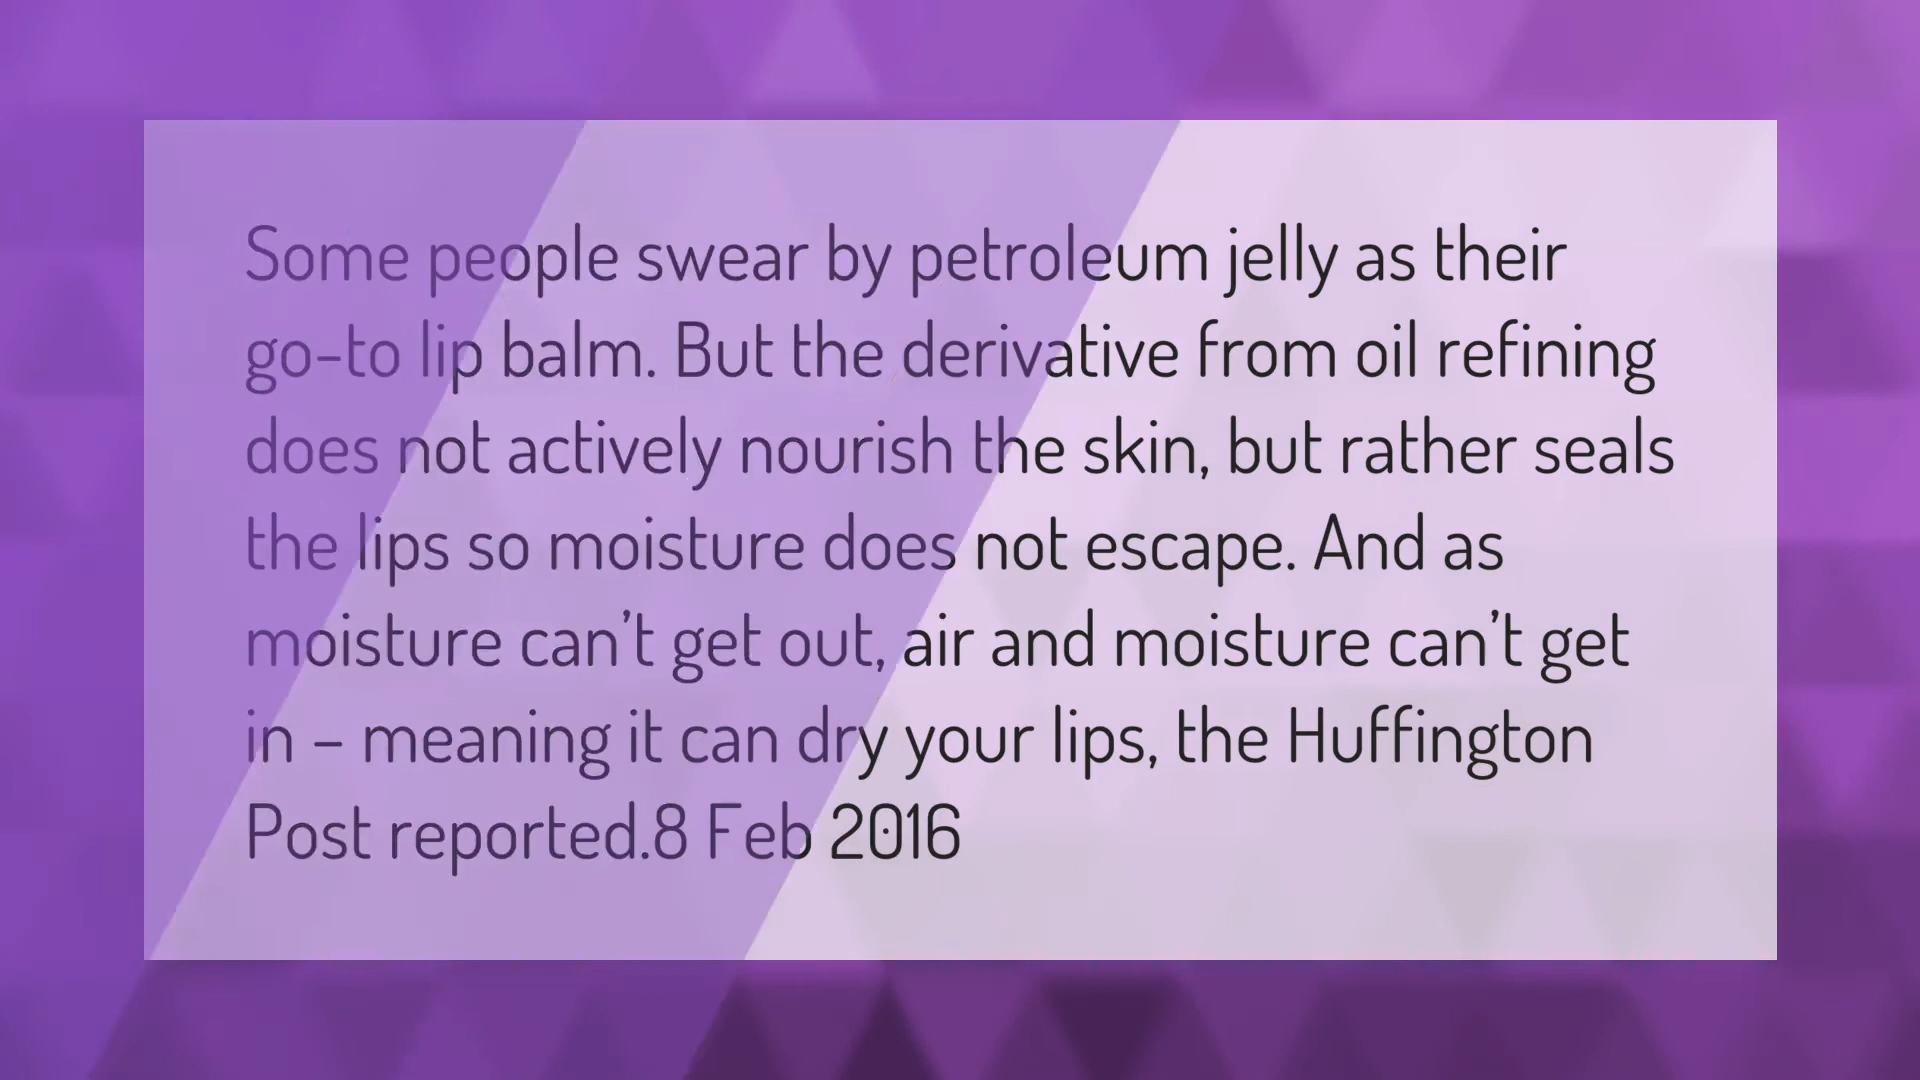 Some people swear by petroleum jelly as their
go-to lip balm. But the derivative from oil refining
does not actively nourish the skin, but rather seals
the lips so moisture does not escape. And as
moisture can’t get out, air and moisture can’t get
in – meaning it can dry your lips, the Huffington
Post reported.8 Feb 2016